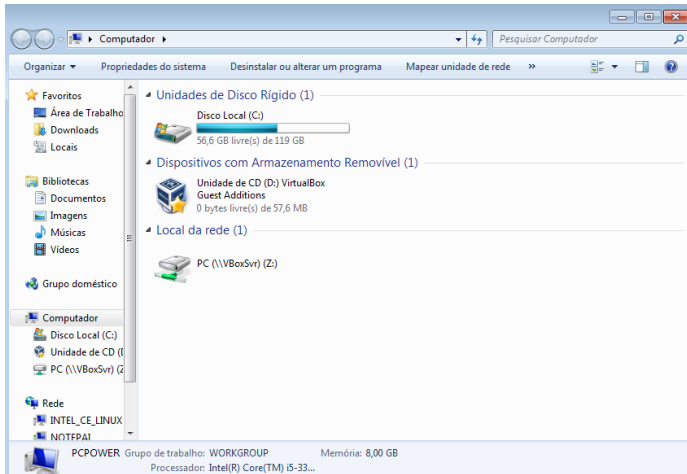 Computador
Pesquisar Computador
Organizar
Propriedades do sistema
Desinstalar ou alterar um programa
Mapear unidade de rede
»
Favoritos
Área de Trabalho
Downloads
Locais
Bibliotecas
Documentos
Imagens
Músicas
Vídeos
Grupo doméstico
Computador
Disco Local (C:)
Unidade de CD (
PC (\\VBoxSvr) (Z
Rede
INTEL_CE_LINUX
NOTEPAI
Unidades de Disco Rígido (1)
Disco Local (C:)
56,6 GB livre(s) de 119 GB
Dispositivos com Armazenamento Removível (1)
Unidade de CD (D:) VirtualBox
Guest Additions
0 bytes livre(s) de 57,6 MB
Local da rede (1)
PC (\\VBoxSvr) (Z:)
PCPOWER Grupo de trabalho: WORKGROUP Memória: 8,00 GB
Processador: Intel(R) Core(TM) i5-33...